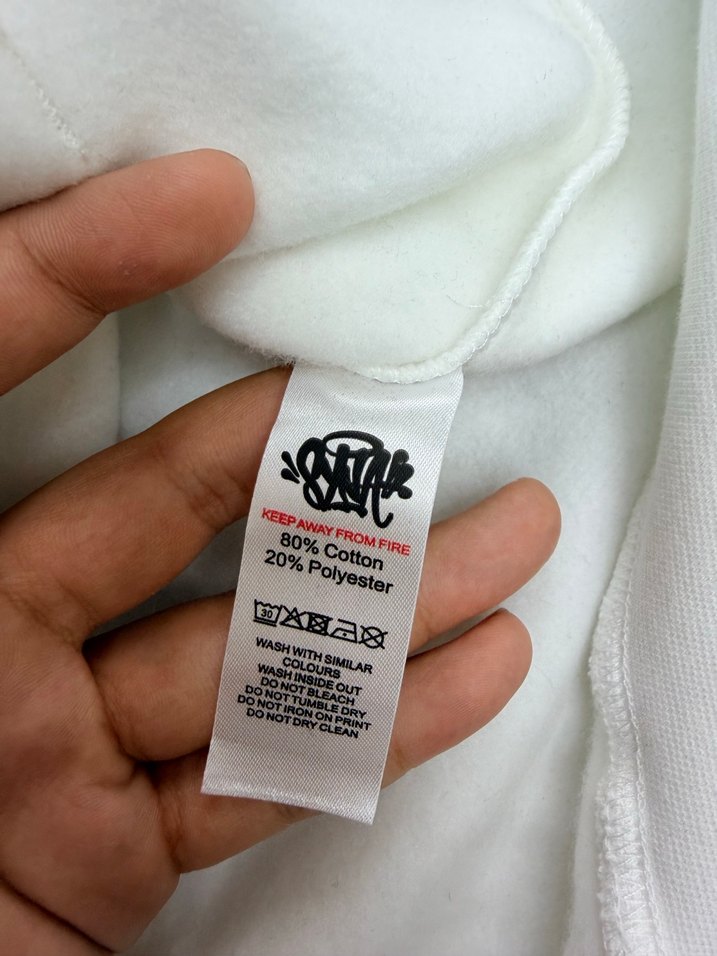 KEEP AWAY FROM FIRE
80% Cotton
20% Polyester
30
WASH WITH SIMILAR
COLOURS
WASH INSIDE OUT
DO NOT BLEACH
DO NOT TUMBLE DRY
DO NOT IRON ON PRINT
DO NOT DRY CLEAN